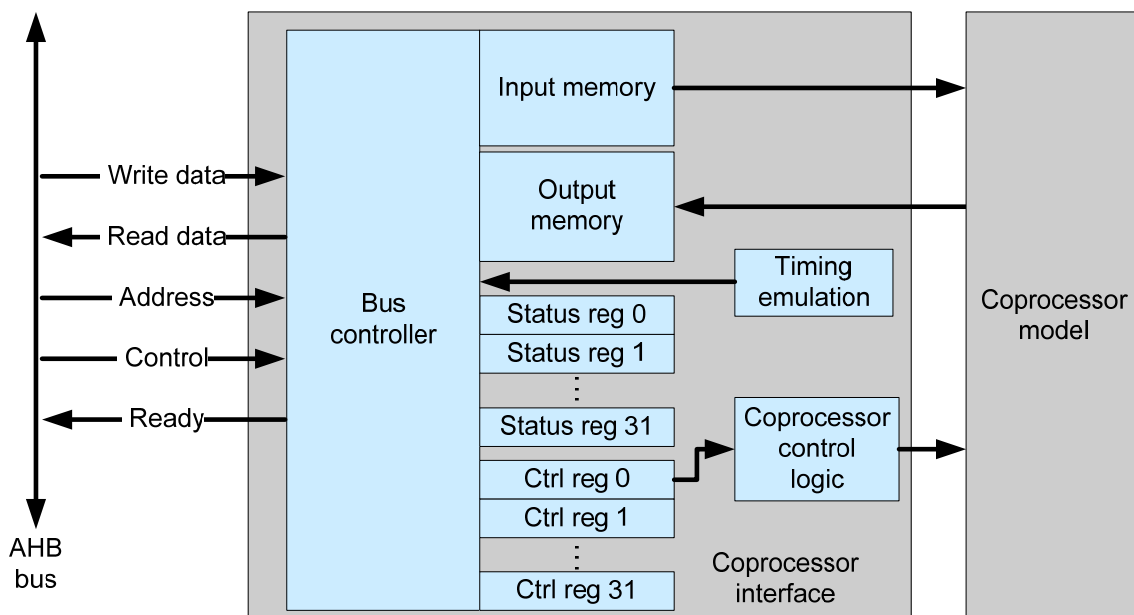 Input memory
Write data
Output
memory
Read data
Timing
emulation
Address
Bus
controller
Status reg 0
Coprocessor
model
Control
Status reg 1
Ready
Status reg 31
Coprocessor
control
logic
Ctrl reg 0
Ctrl reg 1
AHB
bus
Coprocessor
interface
Ctrl reg 31